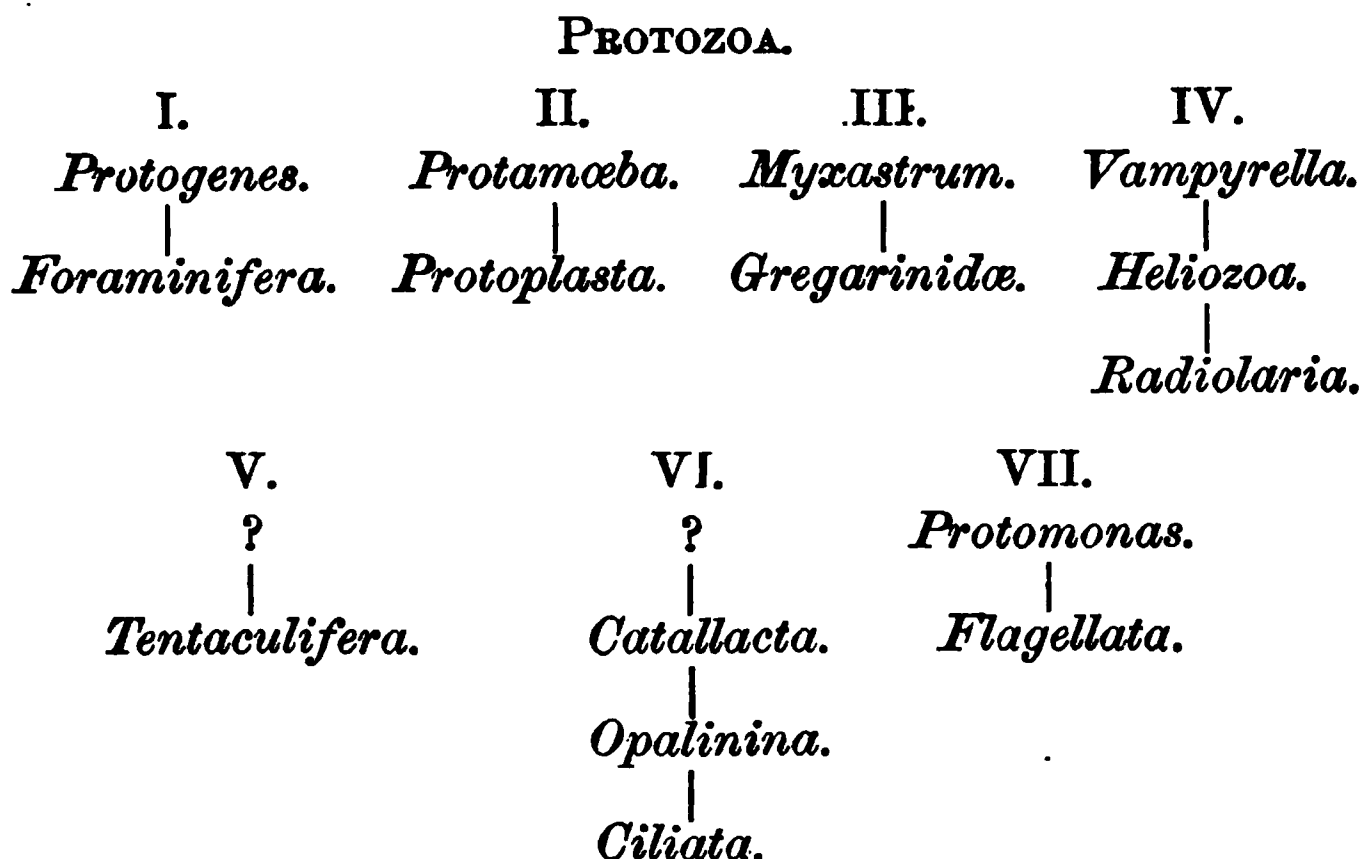 PROTOZOA.
I. II. III. IV.
Protogenes. Protamœba. Myxastrum. Vampyrella.
Foraminifera. Protoplasta. Gregarinidæ. Heliozoa.
Radiolaria.
V. VI. VII.
? ? Protomonas.
Tentaculifera. Catallacta. Flagellata.
Opalinina.
Ciliata.